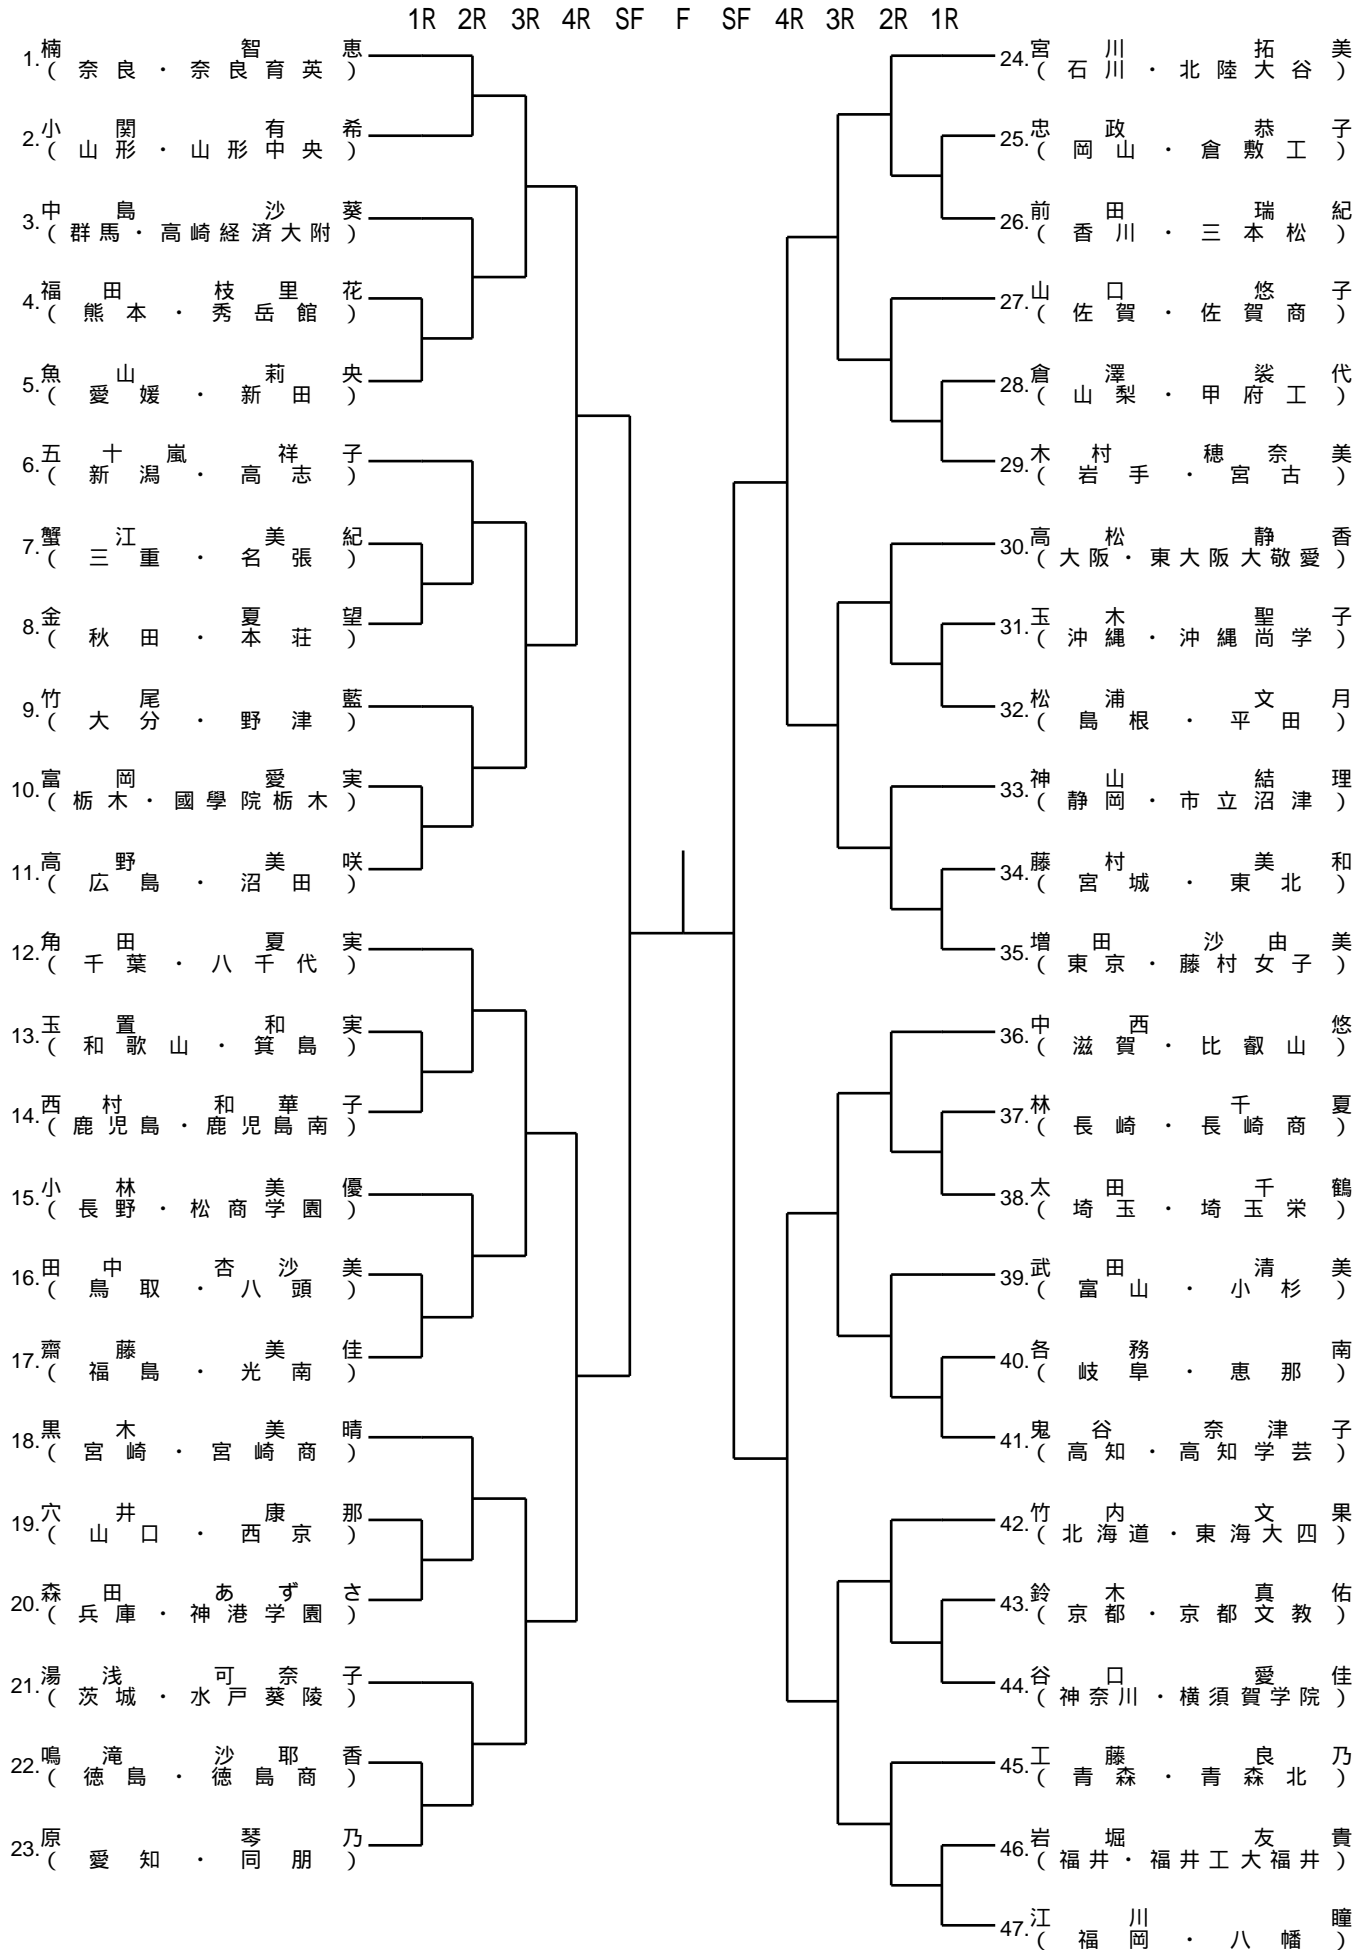 1R 2R 3R 4R SF F SF 4R 3R 2R 1R
1. 楠 智恵
(奈良・奈良育英)
2. 小関 有希
(山形・山形中央)
3. 中島 沙葵
(群馬・高崎経済大附)
4. 福田 枝里花
(熊本・秀岳館)
5. 魚山 莉央
(愛媛・新田)
6. 五十嵐 祥子
(新潟・高志)
7. 蟹江 美紀
(三重・名張)
8. 金 夏望
(秋田・本荘)
9. 竹尾 藍
(大分・野津)
10. 富岡 愛実
(栃木・國學院栃木)
11. 高野 美咲
(広島・沼田)
12. 角田 夏実
(千葉・八千代)
13. 玉置 和実
(和歌山・箕島)
14. 西村 和華子
(鹿児島・鹿児島南)
15. 小林 美優
(長野・松商学園)
16. 田中 杏沙美
(鳥取・八頭)
17. 齋藤 美佳
(福島・光南)
18. 黒木 美晴
(宮崎・宮崎商)
19. 穴井 康那
(山口・西京)
20. 森田 あずさ
(兵庫・神港学園)
21. 湯浅 可奈子
(茨城・水戸葵陵)
22. 鳴滝 沙耶香
(徳島・徳島商)
23. 原 琴乃
(愛知・同朋)
24. 宮川 拓美
(石川・北陸大谷)
25. 忠政 恭子
(岡山・倉敷工)
26. 前田 瑞紀
(香川・三本松)
27. 山口 悠子
(佐賀・佐賀商)
28. 倉澤 裟代
(山梨・甲府工)
29. 木村 穂奈美
(岩手・宮古)
30. 高松 静香
(大阪・東大阪大敬愛)
31. 玉木 聖子
(沖縄・沖縄尚学)
32. 松浦 文月
(島根・平田)
33. 神山 結理
(静岡・市立沼津)
34. 藤村 美和
(宮城・東北)
35. 増田 沙由美
(東京・藤村女子)
36. 中西 悠
(滋賀・比叡山)
37. 林 千夏
(長崎・長崎商)
38. 太田 千鶴
(埼玉・埼玉栄)
39. 武田 清美
(富山・小杉)
40. 各務 南
(岐阜・恵那)
41. 鬼谷 奈津子
(高知・高知学芸)
42. 竹内 文果
(北海道・東海大四)
43. 鈴木 真佑
(京都・京都文教)
44. 谷口 愛佳
(神奈川・横須賀学院)
45. 工藤 良乃
(青森・青森北)
46. 岩堀 友貴
(福井・福井工大福井)
47. 江川 瞳
(福岡・八幡)